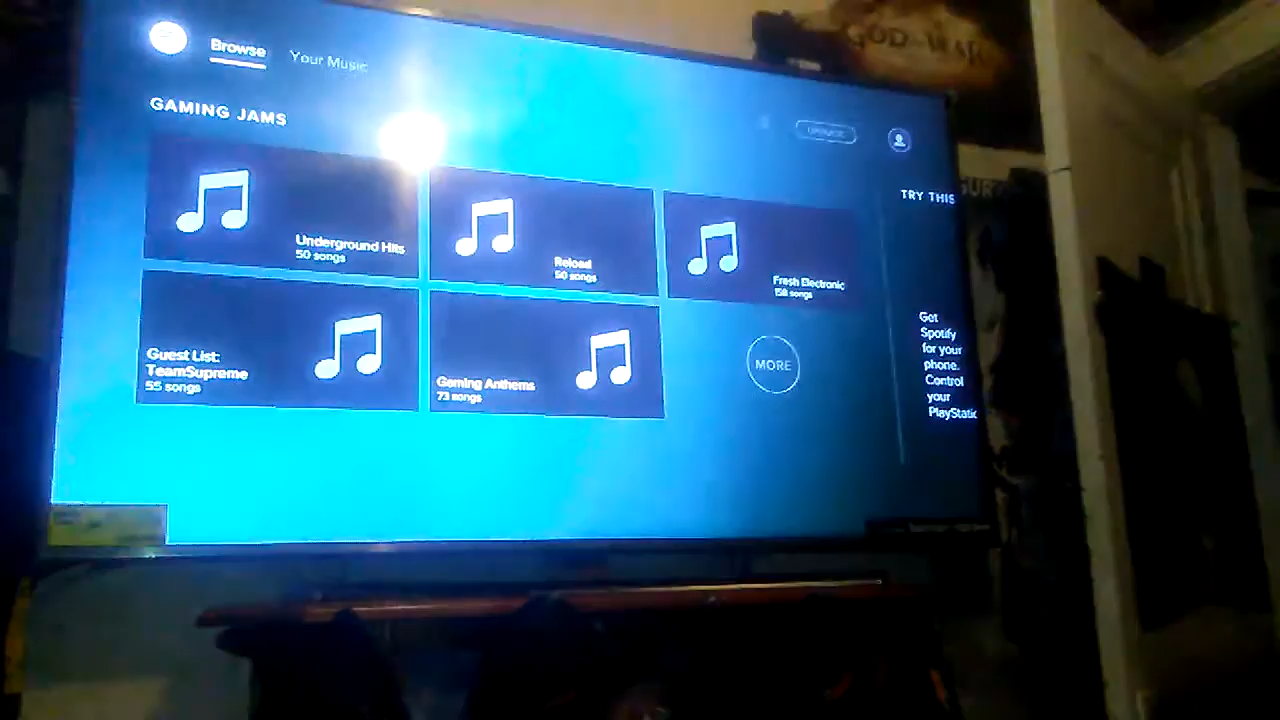 Browse
Your Music
GOD OF WAR
GAMING JAMS
UPGRADE
TRY THIS
Underground Hits
50 songs
Reload
50 songs
Fresh Electronic
158 songs
Guest List:
TeamSupreme
55 songs
Gaming Anthems
73 songs
MORE
Get
Spotify
for your
phone.
Control
your
PlayStatic